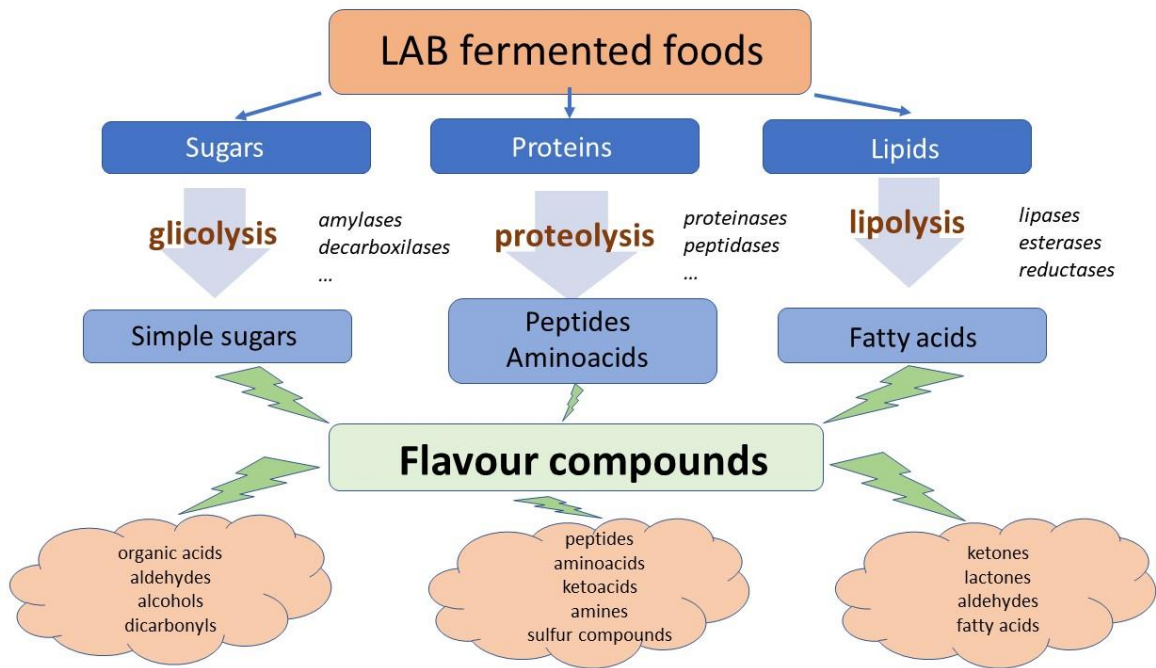 LAB fermented foods
Sugars
Proteins
Lipids
glicolysis
amylases
decarboxilases
...
proteolysis
proteinases
peptidases
...
lipolysis
lipases
esterases
reductases
Simple sugars
Peptides
Aminoacids
Fatty acids
Flavour compounds
organic acids
aldehydes
alcohols
dicarbonyls
peptides
aminoacids
ketoacids
amines
sulfur compounds
ketones
lactones
aldehydes
fatty acids